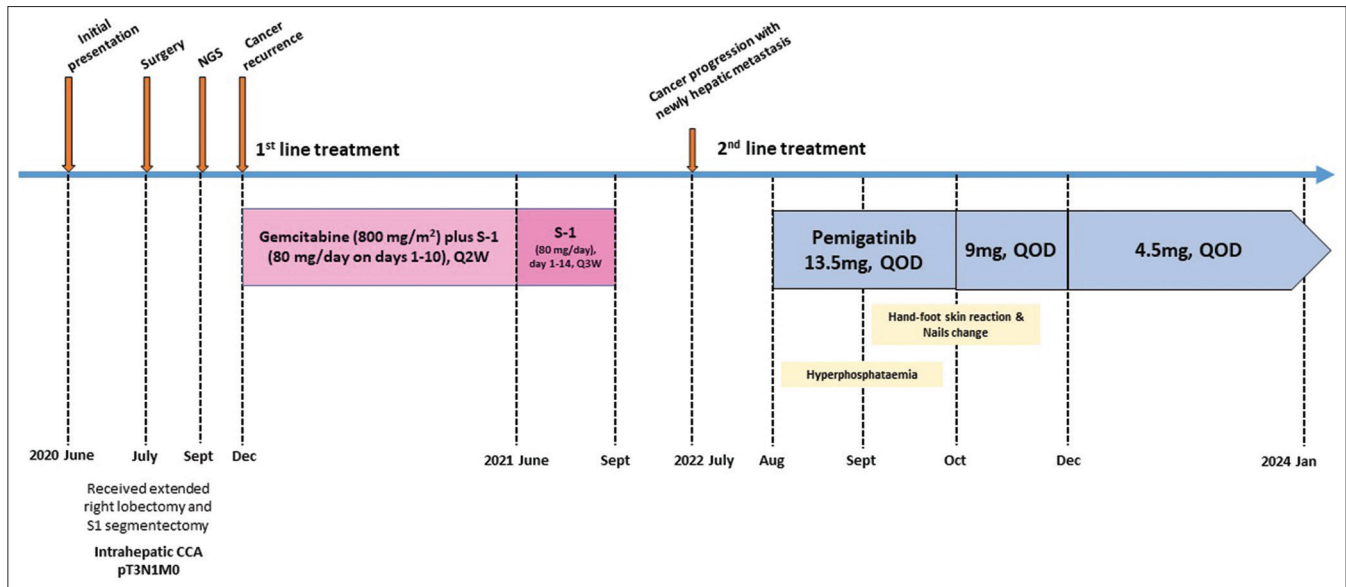 Initial
presentation
Surgery
NGS
Cancer
recurrence
Cancer progression with
newly hepatic metastasis
1st line treatment
2nd line treatment
Gemcitabine (800 mg/m²) plus S-1
(80 mg/day on days 1-10), Q2W
S-1
(80 mg/day),
day 1-14, Q3W
Pemigatinib
13.5mg, QOD
9mg, QOD
4.5mg, QOD
Hand-foot skin reaction &
Nails change
Hyperphosphataemia
2020 June
July
Sept
Dec
2021 June
Sept
2022 July
Aug
Sept
Oct
Dec
2024 Jan
Received extended
right lobectomy and
S1 segmentectomy
Intrahepatic CCA
pT3N1M0